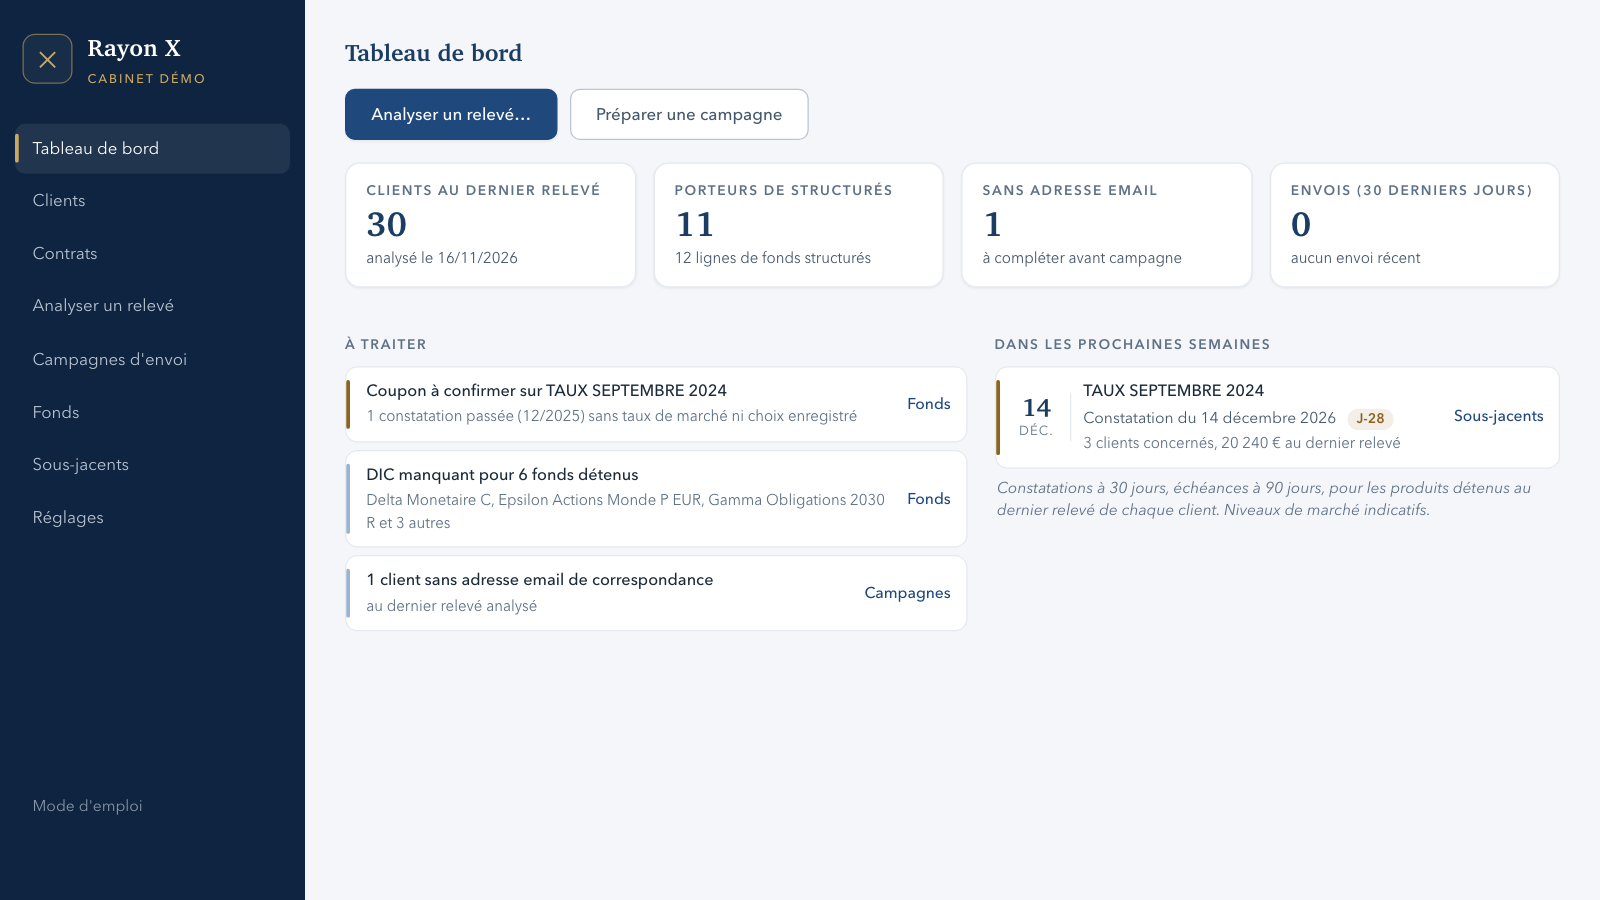 Rayon X
CABINET DÉMO
Tableau de bord
Clients
Contrats
Analyser un relevé
Campagnes d'envoi
Fonds
Sous-jacents
Réglages
Mode d'emploi
Tableau de bord
Analyser un relevé…
Préparer une campagne
CLIENTS AU DERNIER RELEVÉ
30
analysé le 16/11/2026
PORTEURS DE STRUCTURÉS
11
12 lignes de fonds structurés
SANS ADRESSE EMAIL
1
à compléter avant campagne
ENVOIS (30 DERNIERS JOURS)
0
aucun envoi récent
À TRAITER
Coupon à confirmer sur TAUX SEPTEMBRE 2024
1 constatation passée (12/2025) sans taux de marché ni choix enregistré
Fonds
DIC manquant pour 6 fonds détenus
Delta Monetaire C, Epsilon Actions Monde P EUR, Gamma Obligations 2030
R et 3 autres
Fonds
1 client sans adresse email de correspondance
au dernier relevé analysé
Campagnes
DANS LES PROCHAINES SEMAINES
14
DÉC.
TAUX SEPTEMBRE 2024
Constatation du 14 décembre 2026 J-28
3 clients concernés, 20 240 € au dernier relevé
Sous-jacents
Constatations à 30 jours, échéances à 90 jours, pour les produits détenus au
dernier relevé de chaque client. Niveaux de marché indicatifs.